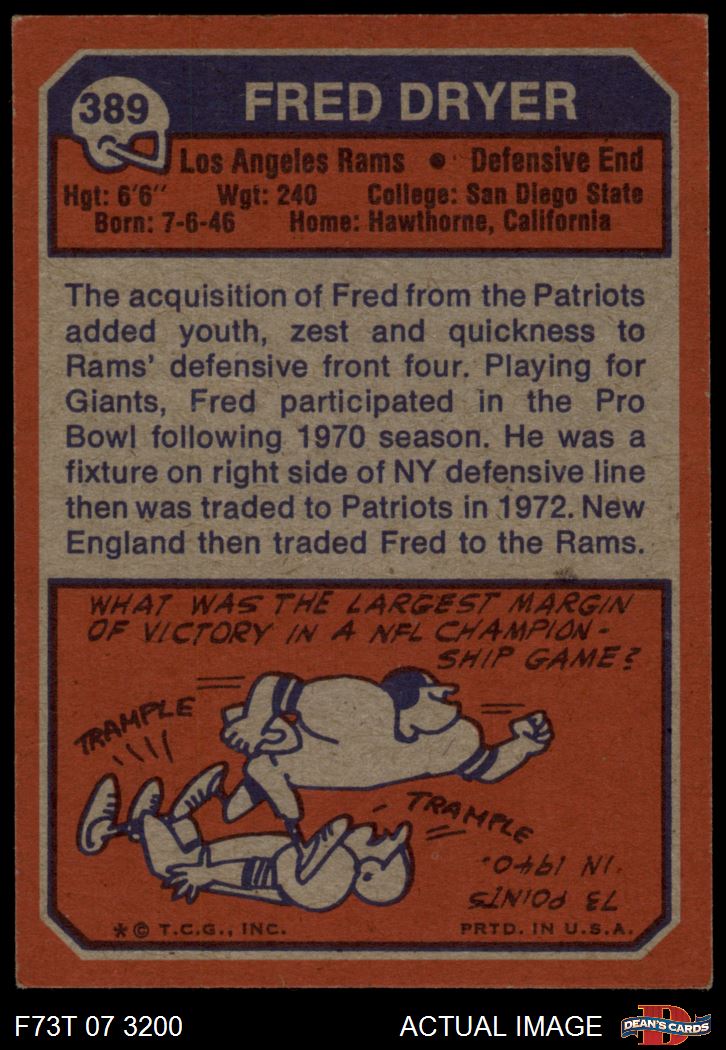 389
FRED DRYER
Los Angeles Rams • Defensive End
Hgt: 6'6" Wgt: 240 College: San Diego State
Born: 7-6-46 Home: Hawthorne, California
The acquisition of Fred from the Patriots
added youth, zest and quickness to
Rams' defensive front four. Playing for
Giants, Fred participated in the Pro
Bowl following 1970 season. He was a
fixture on right side of NY defensive line
then was traded to Patriots in 1972. New
England then traded Fred to the Rams.
WHAT WAS THE LARGEST MARGIN
OF VICTORY IN A NFL CHAMPION-
SHIP GAME?
TRAMPLE
TRAMPLE
73 POINTS
IN 1940.
* © T.C.G., INC. PRTD. IN U.S.A.
F73T 07 3200 ACTUAL IMAGE
D
DEAN'S CARDS